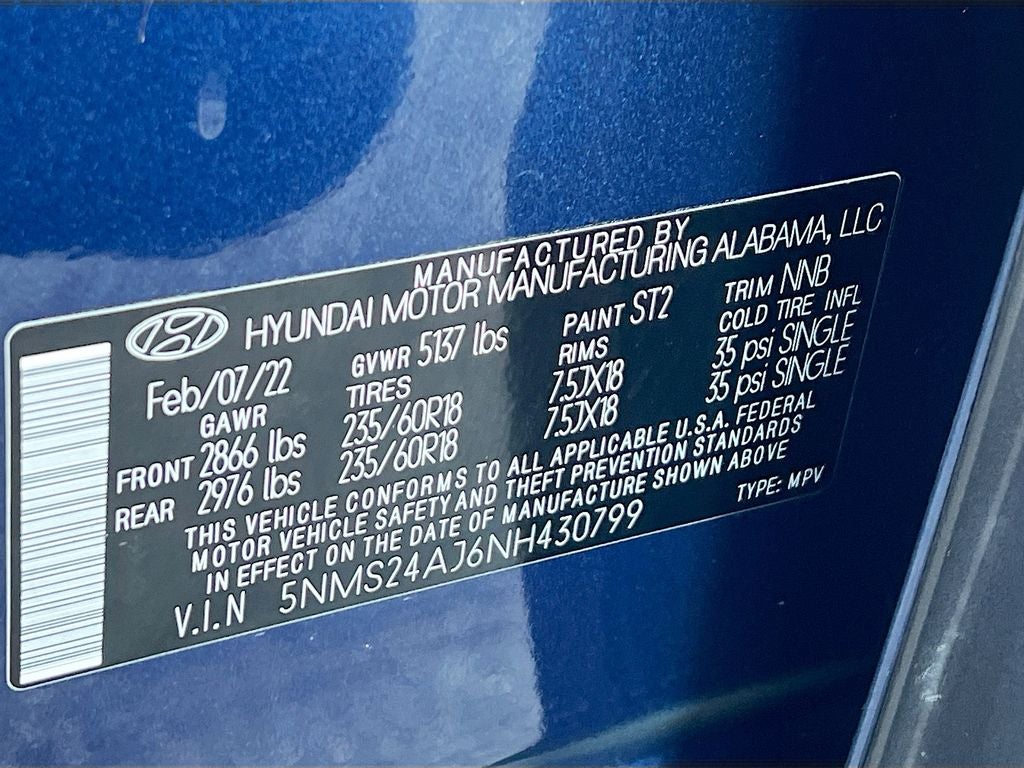 MANUFACTURED BY
HYUNDAI MOTOR MANUFACTURING ALABAMA, LLC
Feb/07/22 GVWR 5137 lbs PAINT ST2 TRIM NNB
GAWR TIRES RIMS COLD TIRE INFL
FRONT 2866 lbs 235/60R18 7.5JX18 35 psi SINGLE
REAR 2976 lbs 235/60R18 7.5JX18 35 psi SINGLE
THIS VEHICLE CONFORMS TO ALL APPLICABLE U.S.A. FEDERAL
MOTOR VEHICLE SAFETY AND THEFT PREVENTION STANDARDS
IN EFFECT ON THE DATE OF MANUFACTURE SHOWN ABOVE
V.I.N 5NMS24AJ6NH430799 TYPE: MPV